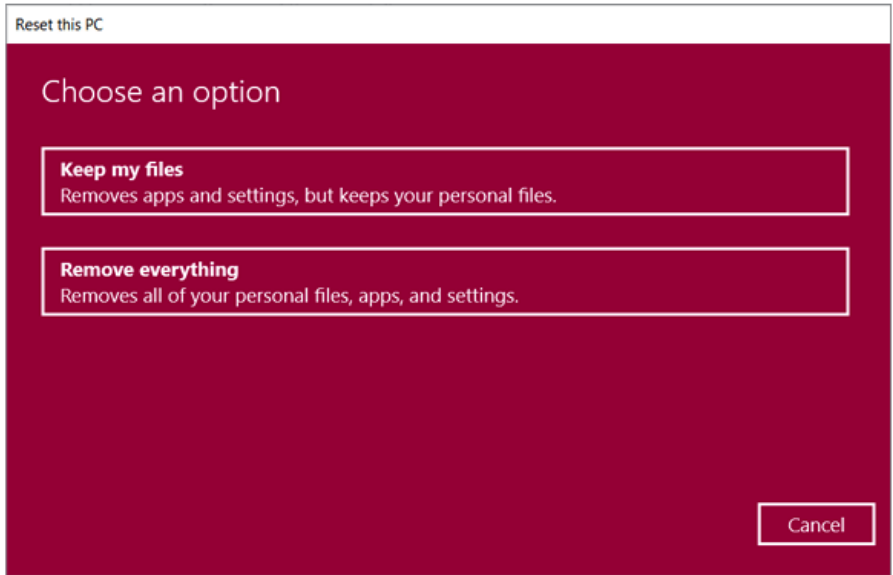 Reset this PC
Choose an option
Keep my files
Removes apps and settings, but keeps your personal files.
Remove everything
Removes all of your personal files, apps, and settings.
Cancel